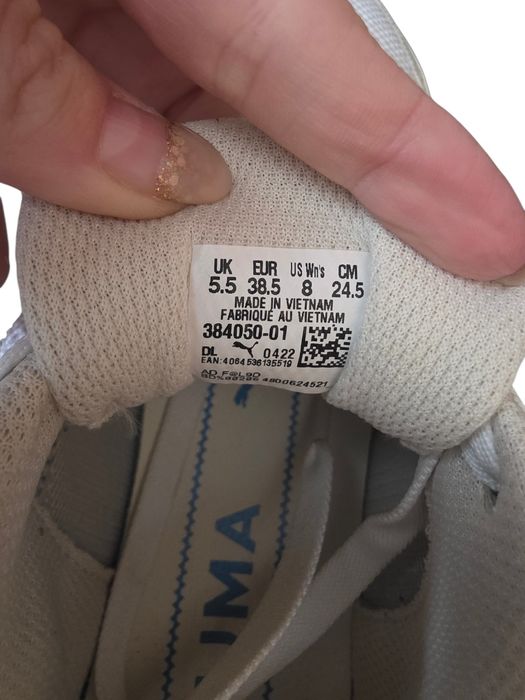 UK EUR US Wn's CM
5.5 38.5 8 24.5
MADE IN VIETNAM
FABRIQUÉ AU VIETNAM
384050-01
DL 0422
EAN:4064536135519
PUMA